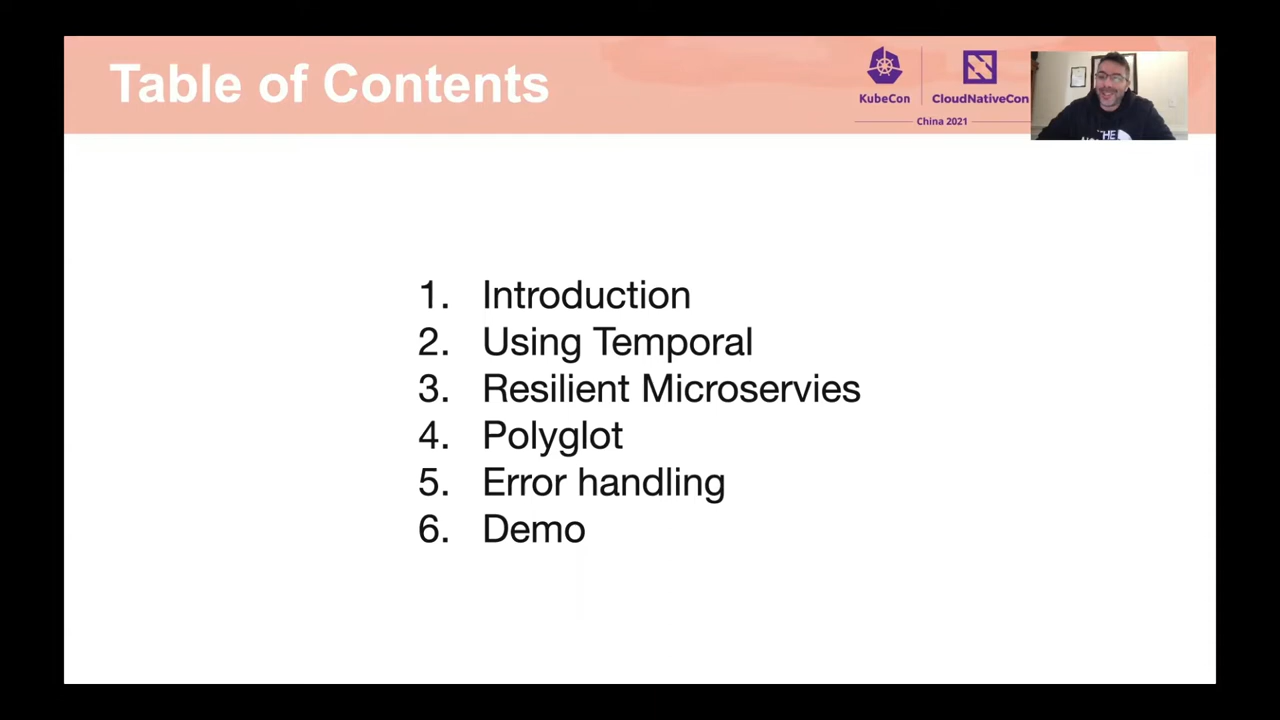 Table of Contents
KubeCon
CloudNativeCon
China 2021
THE
1. Introduction
2. Using Temporal
3. Resilient Microservies
4. Polyglot
5. Error handling
6. Demo